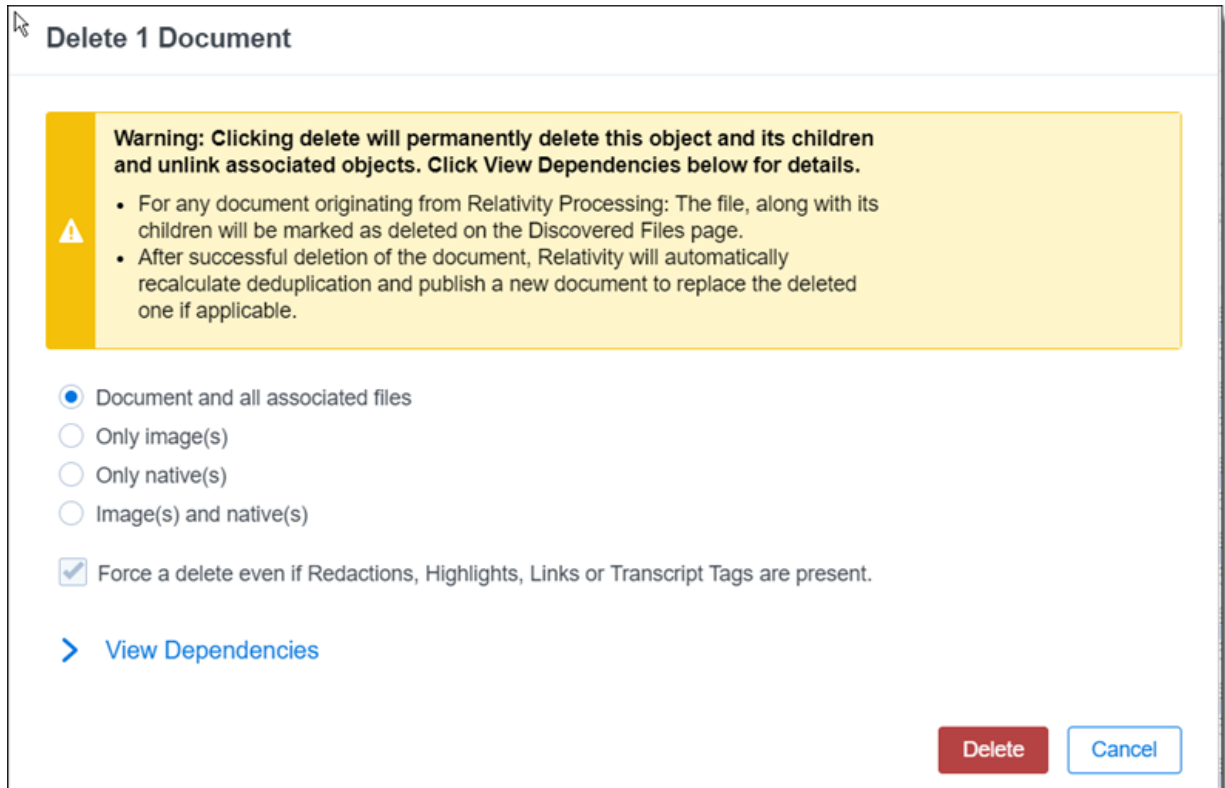 Delete 1 Document
Warning: Clicking delete will permanently delete this object and its children
and unlink associated objects. Click View Dependencies below for details.
• For any document originating from Relativity Processing: The file, along with its
children will be marked as deleted on the Discovered Files page.
• After successful deletion of the document, Relativity will automatically
recalculate deduplication and publish a new document to replace the deleted
one if applicable.
Document and all associated files
Only image(s)
Only native(s)
Image(s) and native(s)
Force a delete even if Redactions, Highlights, Links or Transcript Tags are present.
View Dependencies
Delete
Cancel